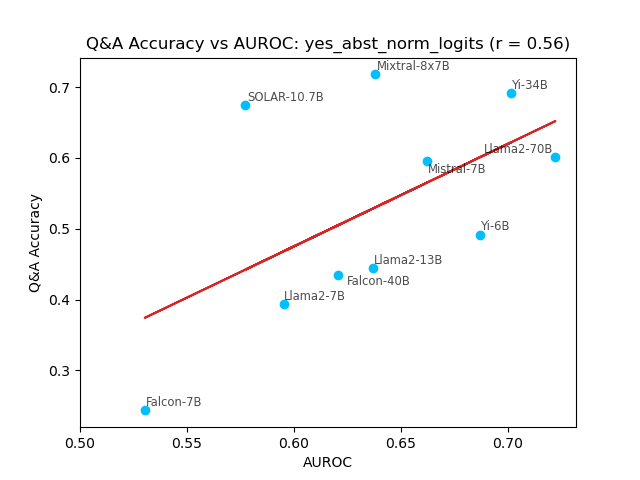 Q&A Accuracy vs AUROC: yes_abst_norm_logits (r = 0.56)
Mixtral-8x7B
Yi-34B
SOLAR-10.7B
Llama2-70B
Mistral-7B
Yi-6B
Llama2-13B
Falcon-40B
Llama2-7B
Falcon-7B
Q&A Accuracy
0.7
0.6
0.5
0.4
0.3
0.50
0.55
0.60
0.65
0.70
AUROC